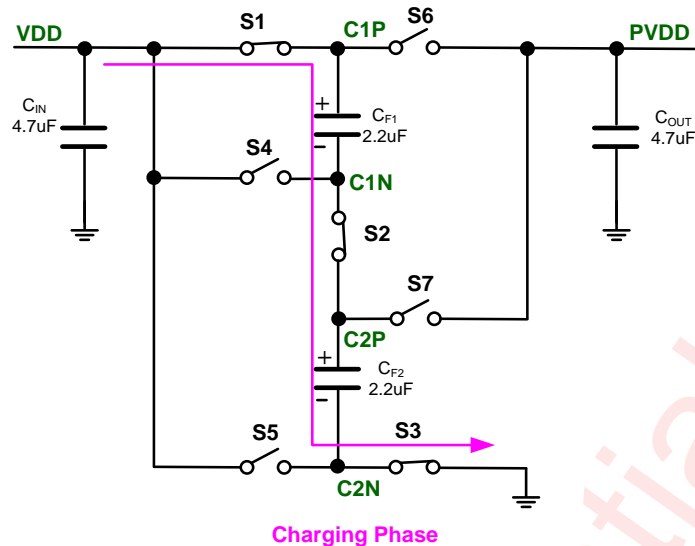 S1
S6
VDD
C1P
PVDD
+
CIN
4.7uF
CF1
2.2uF
COUT
4.7uF
S4
–
C1N
S2
S7
C2P
+
CF2
2.2uF
–
S5
S3
C2N
Charging Phase